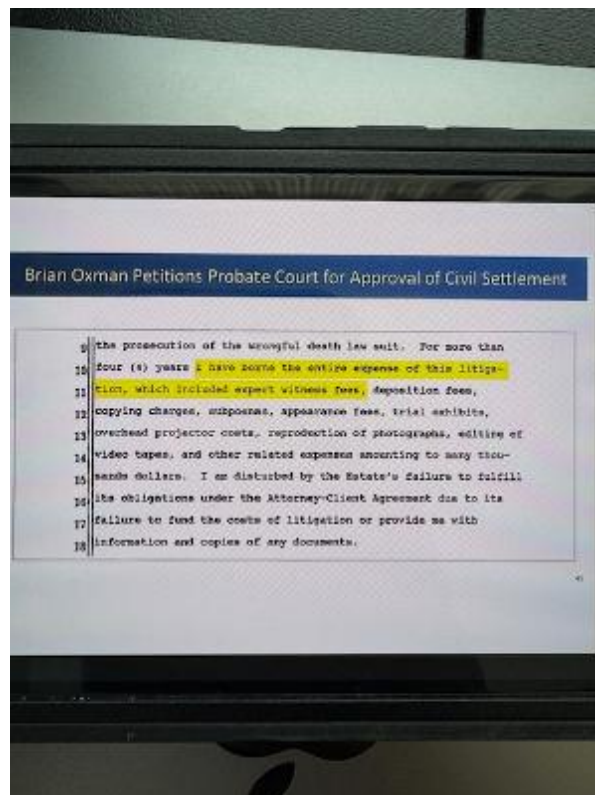 Brian Oxman Petitions Probate Court for Approval of Civil Settlement
9 the prosecution of the wrongful death law suit. For more than
10 four (4) years I have borne the entire expense of this litiga-
11 tion, which included expert witness fees, deposition fees,
12 copying charges, subpoenas, appearance fees, trial exhibits,
13 overhead projector costs, reproduction of photographs, editing of
14 video tapes, and other related expenses amounting to many thou-
15 sands dollars. I am disturbed by the Estate's failure to fulfill
16 its obligations under the Attorney-Client Agreement due to its
17 failure to fund the costs of litigation or provide me with
18 information and copies of any documents.